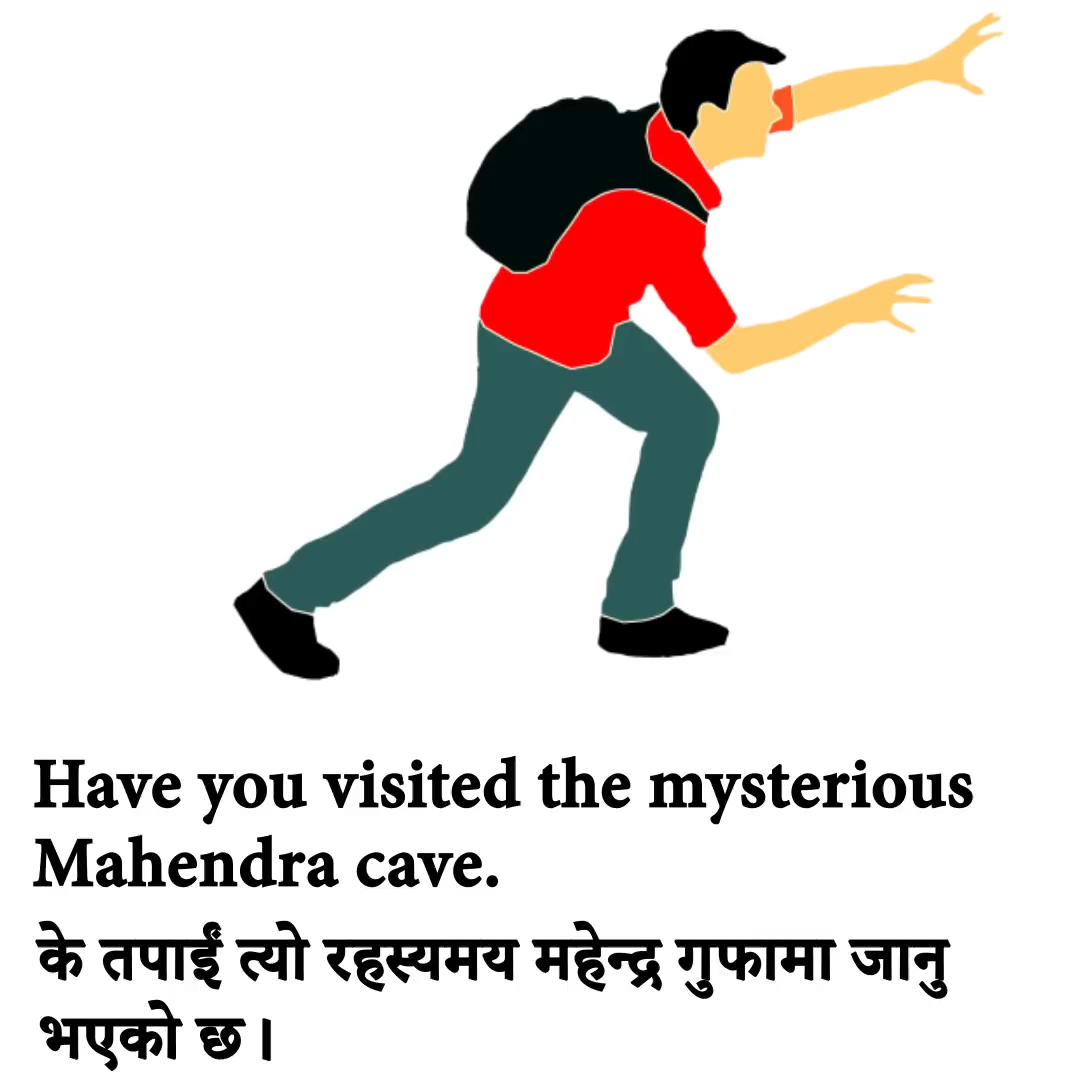 Have you visited the mysterious
Mahendra cave.
के तपाईं त्यो रहस्यमय महेन्द्र गुफामा जानु
भएको छ।